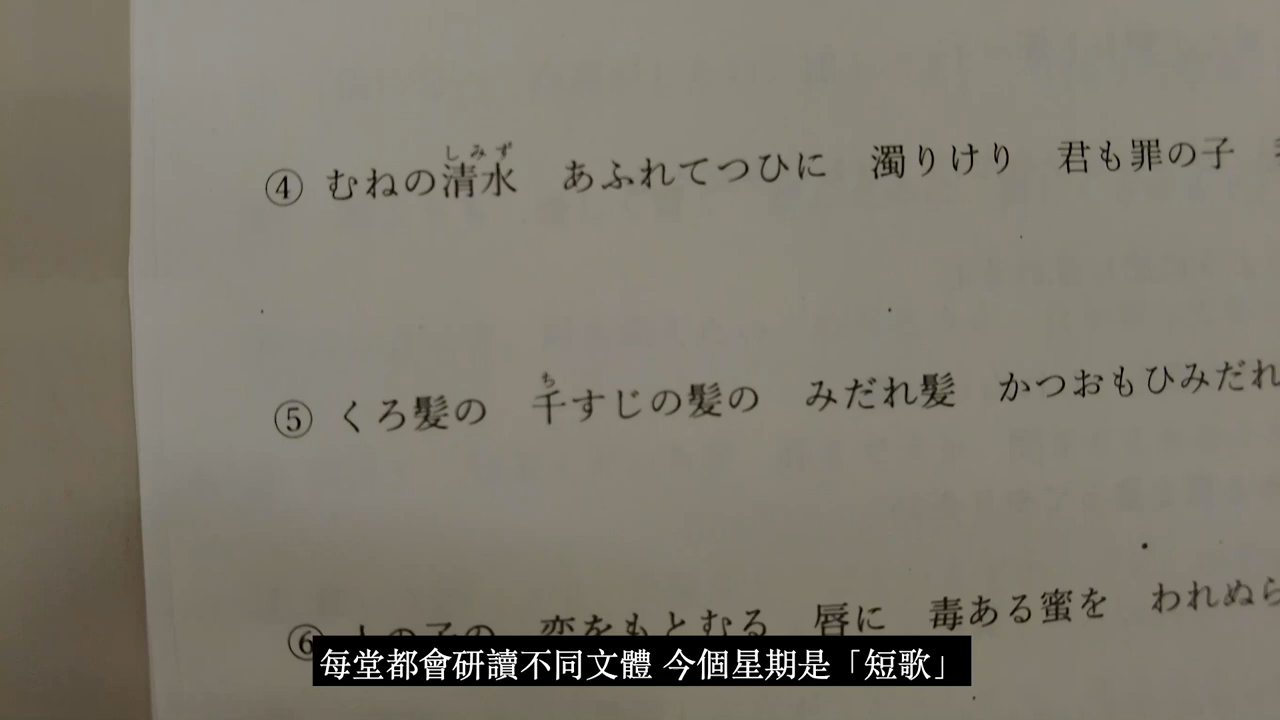 ④ むねの清水 あふれてつひに 濁りけり 君も罪の子
しみず
⑤ くろ髪の 千すじの髪の みだれ髪 かつおもひみだれ
ち
⑥ 恋をもとむる 唇に 毒ある蜜を われぬら
每堂都會研讀不同文體 今個星期是「短歌」